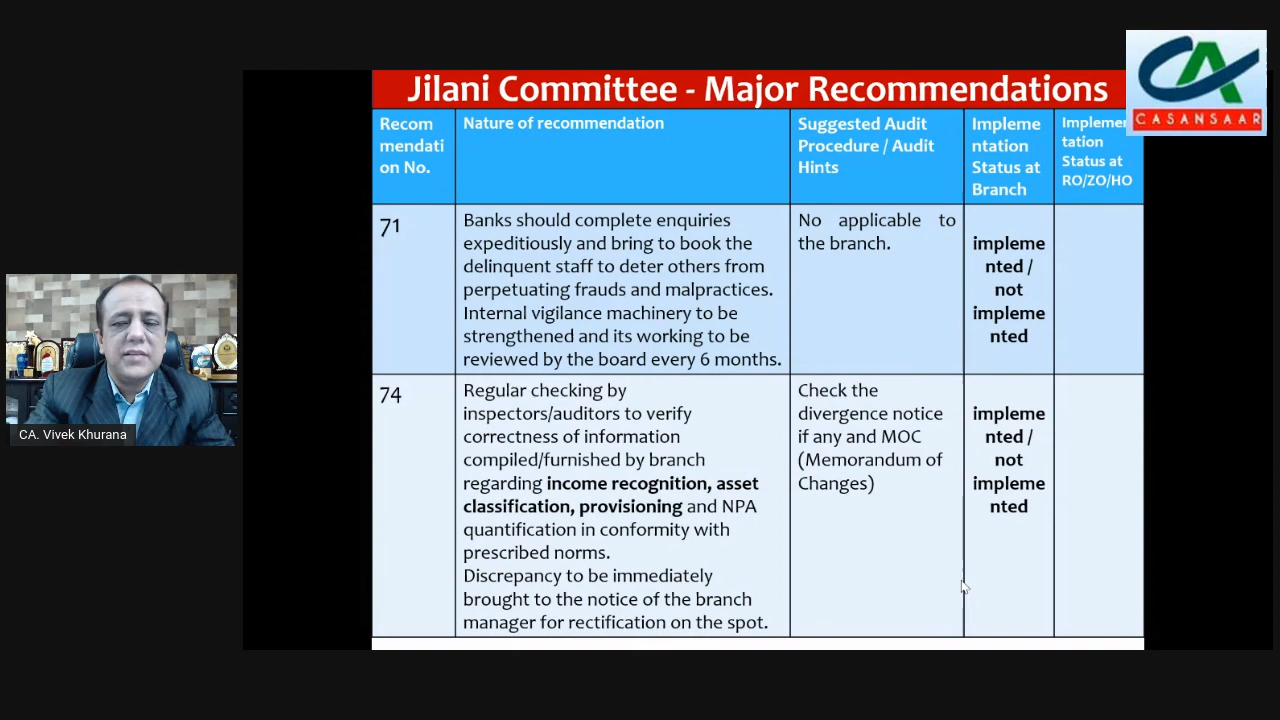 Jilani Committee - Major Recommendations
CA
CASANSAAR
Recom
mendati
on No.
Nature of recommendation
Suggested Audit
Procedure / Audit
Hints
Impleme
ntation
Status at
Branch
Implemen
tation
Status at
RO/ZO/HO
71
Banks should complete enquiries
expeditiously and bring to book the
delinquent staff to deter others from
perpetuating frauds and malpractices.
Internal vigilance machinery to be
strengthened and its working to be
reviewed by the board every 6 months.
No applicable to
the branch.
impleme
nted /
not
impleme
nted
74
Regular checking by
inspectors/auditors to verify
correctness of information
compiled/furnished by branch
regarding income recognition, asset
classification, provisioning and NPA
quantification in conformity with
prescribed norms.
Discrepancy to be immediately
brought to the notice of the branch
manager for rectification on the spot.
Check the
divergence notice
if any and MOC
(Memorandum of
Changes)
impleme
nted /
not
impleme
nted
CA. Vivek Khurana